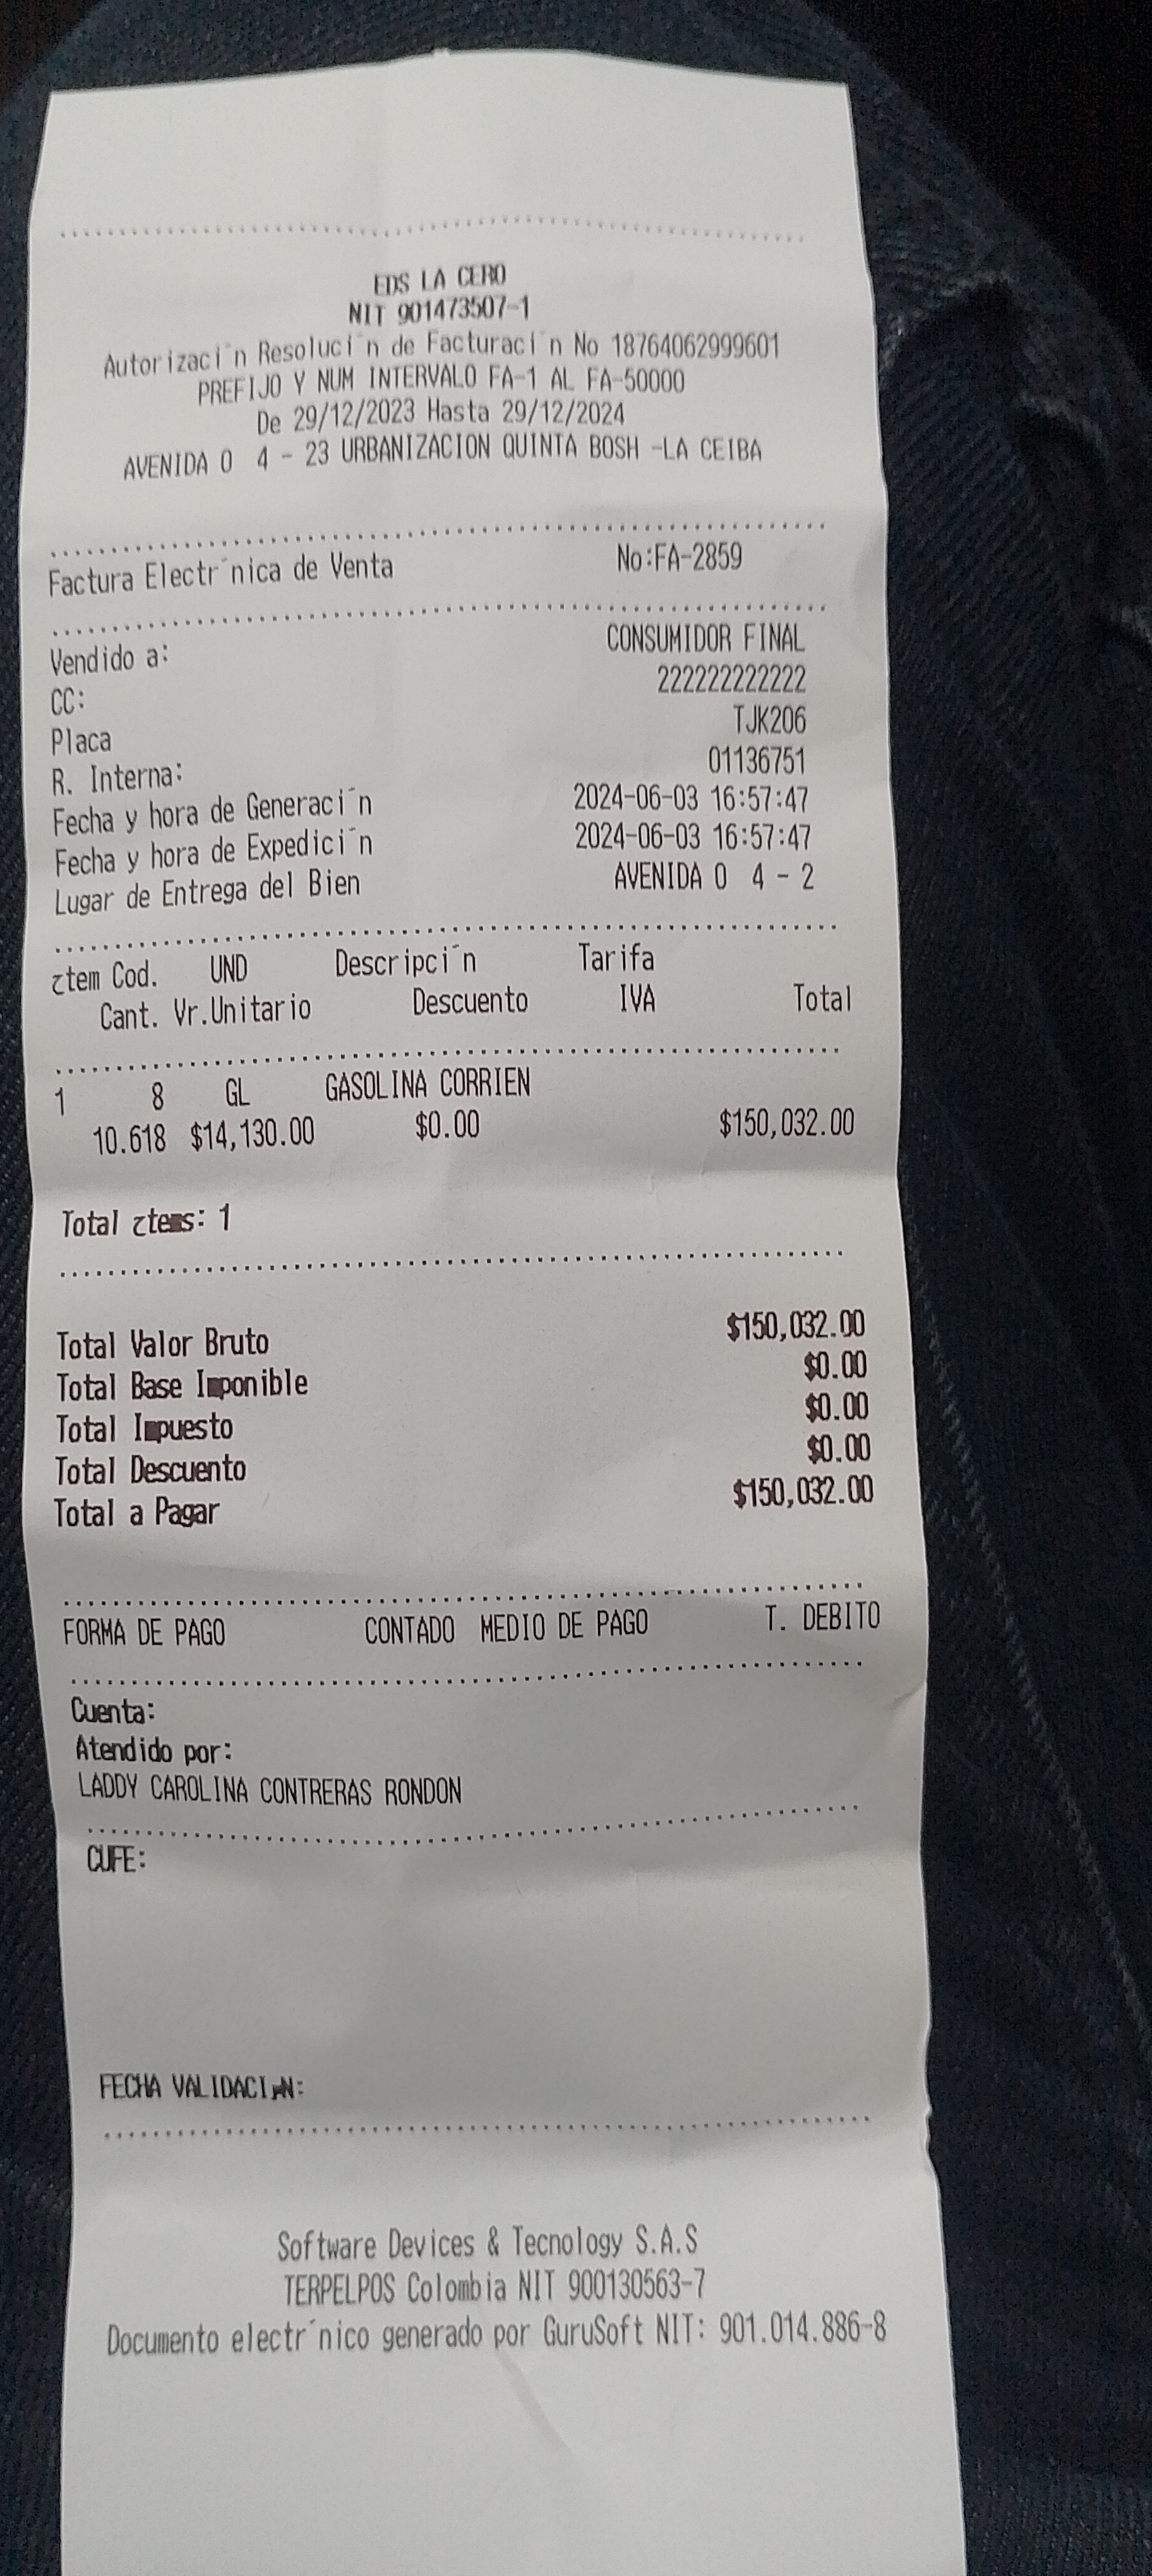 EDS LA CERO
NIT 901473507-1
Autorizaci´n Resoluci´n de Facturaci´n No 18764062999601
PREFIJO Y NUM INTERVALO FA-1 AL FA-50000
De 29/12/2023 Hasta 29/12/2024
AVENIDA 0 4 - 23 URBANIZACION QUINTA BOSH -LA CEIBA
Factura Electr´nica de Venta No:FA-2859
Vendido a: CONSUMIDOR FINAL
CC: 222222222222
Placa TJK206
R. Interna: 01136751
Fecha y hora de Generaci´n 2024-06-03 16:57:47
Fecha y hora de Expedici´n 2024-06-03 16:57:47
Lugar de Entrega del Bien AVENIDA 0 4 - 2
ztem Cod. UND Descripci´n Tarifa
Cant. Vr.Unitario Descuento IVA Total
1 8 GL GASOLINA CORRIEN
10.618 $14,130.00 $0.00 $150,032.00
Total ztems: 1
Total Valor Bruto $150,032.00
Total Base Imponible $0.00
Total Impuesto $0.00
Total Descuento $0.00
Total a Pagar $150,032.00
FORMA DE PAGO CONTADO MEDIO DE PAGO T. DEBITO
Cuenta:
Atendido por:
LADDY CAROLINA CONTRERAS RONDON
CUFE:
FECHA VALIDACI¤N:
Software Devices & Tecnology S.A.S
TERPELPOS Colombia NIT 900130563-7
Documento electr´nico generado por GuruSoft NIT: 901.014.886-8